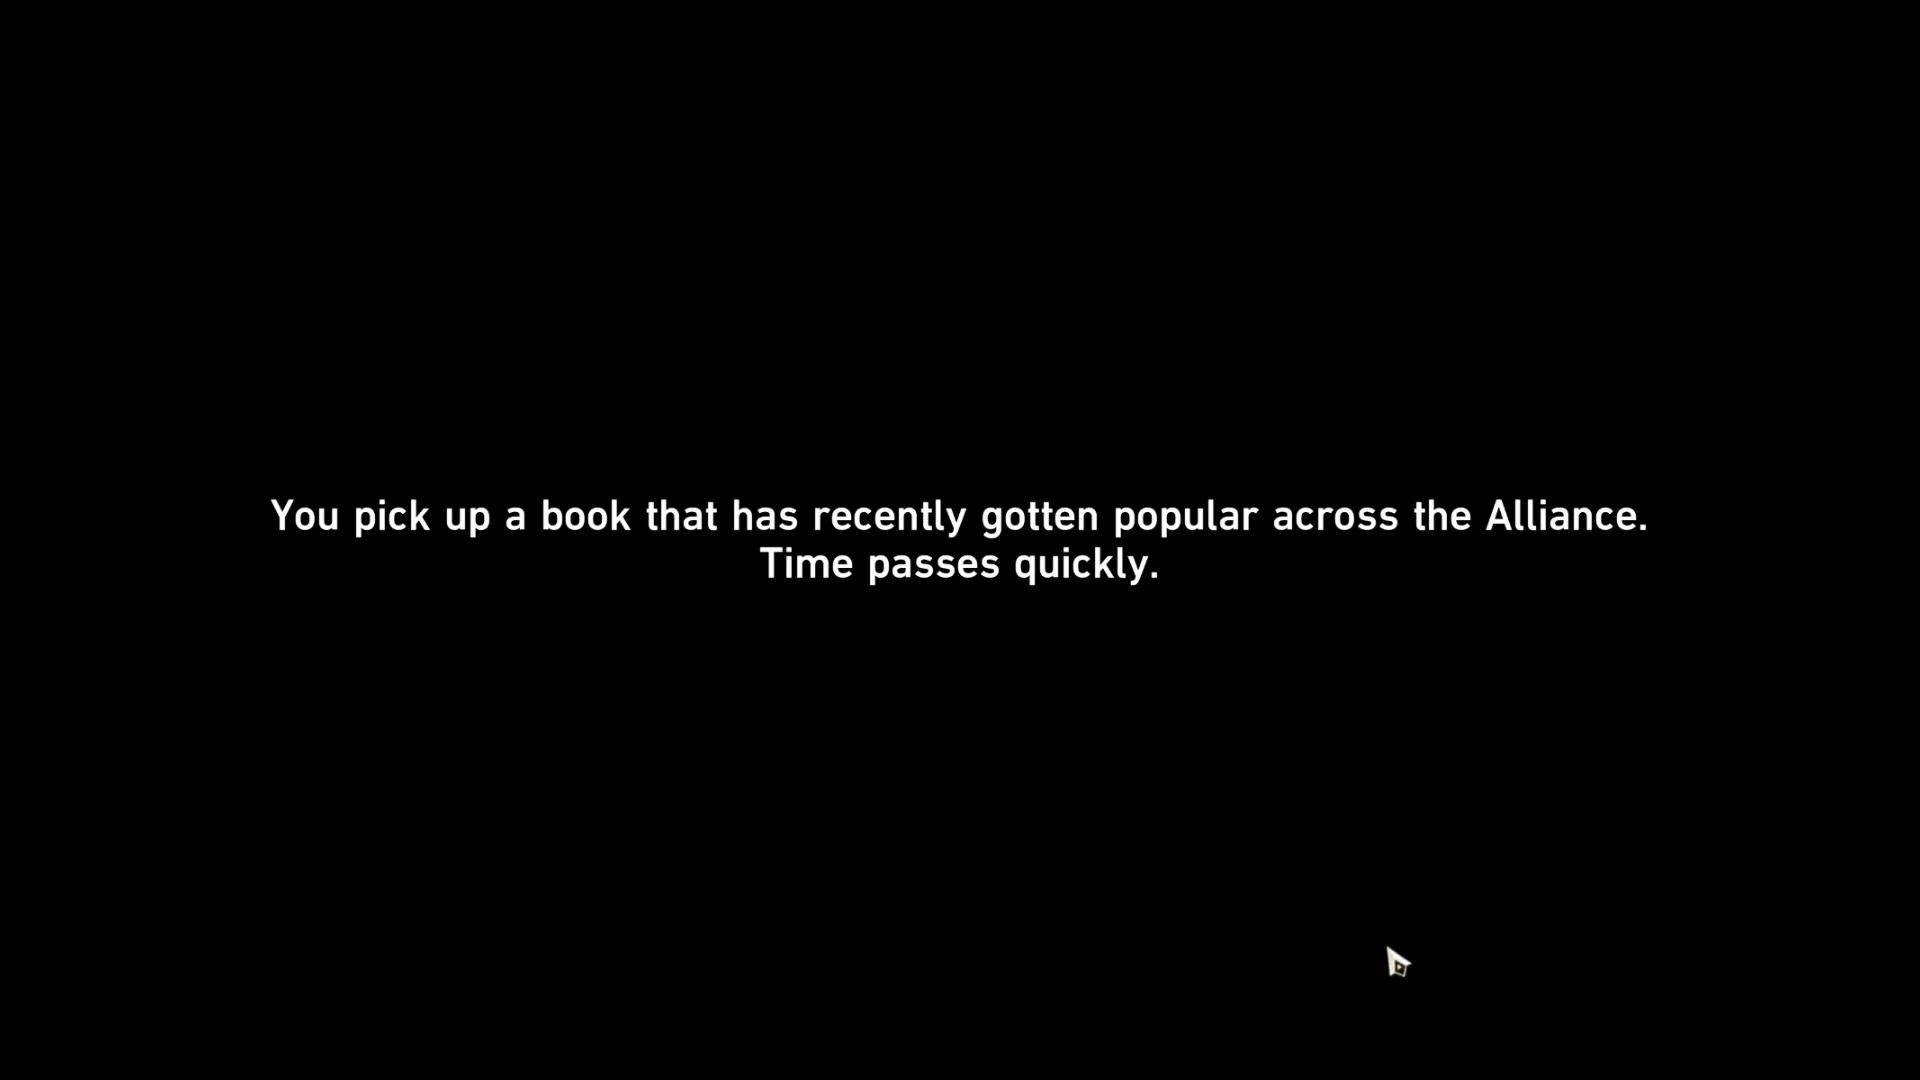 You pick up a book that has recently gotten popular across the Alliance.
Time passes quickly.